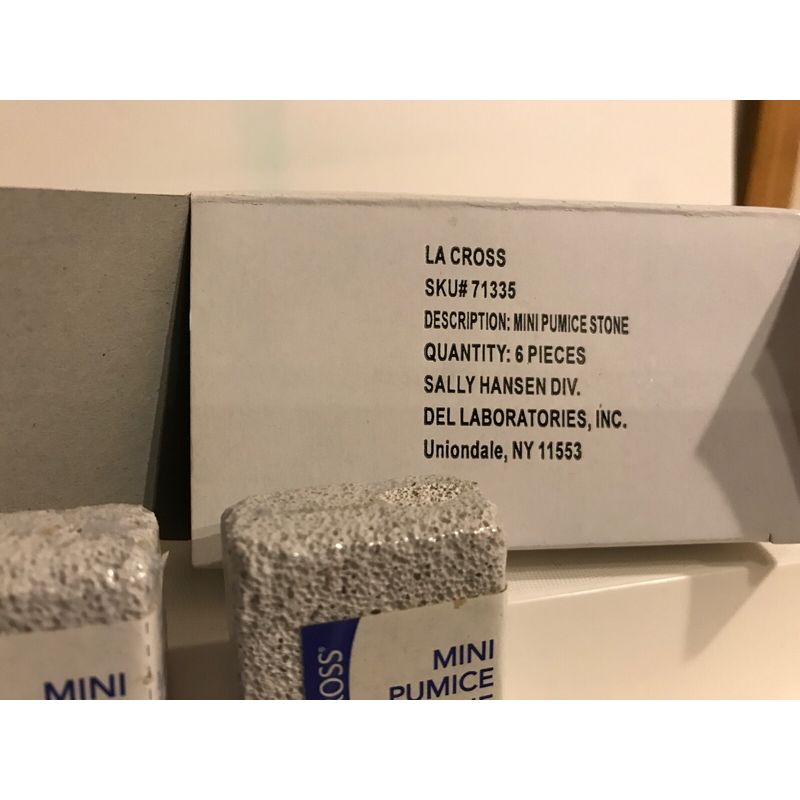 LA CROSS
SKU# 71335
DESCRIPTION: MINI PUMICE STONE
QUANTITY: 6 PIECES
SALLY HANSEN DIV.
DEL LABORATORIES, INC.
Uniondale, NY 11553
MINI
OSS®
MINI
PUMICE